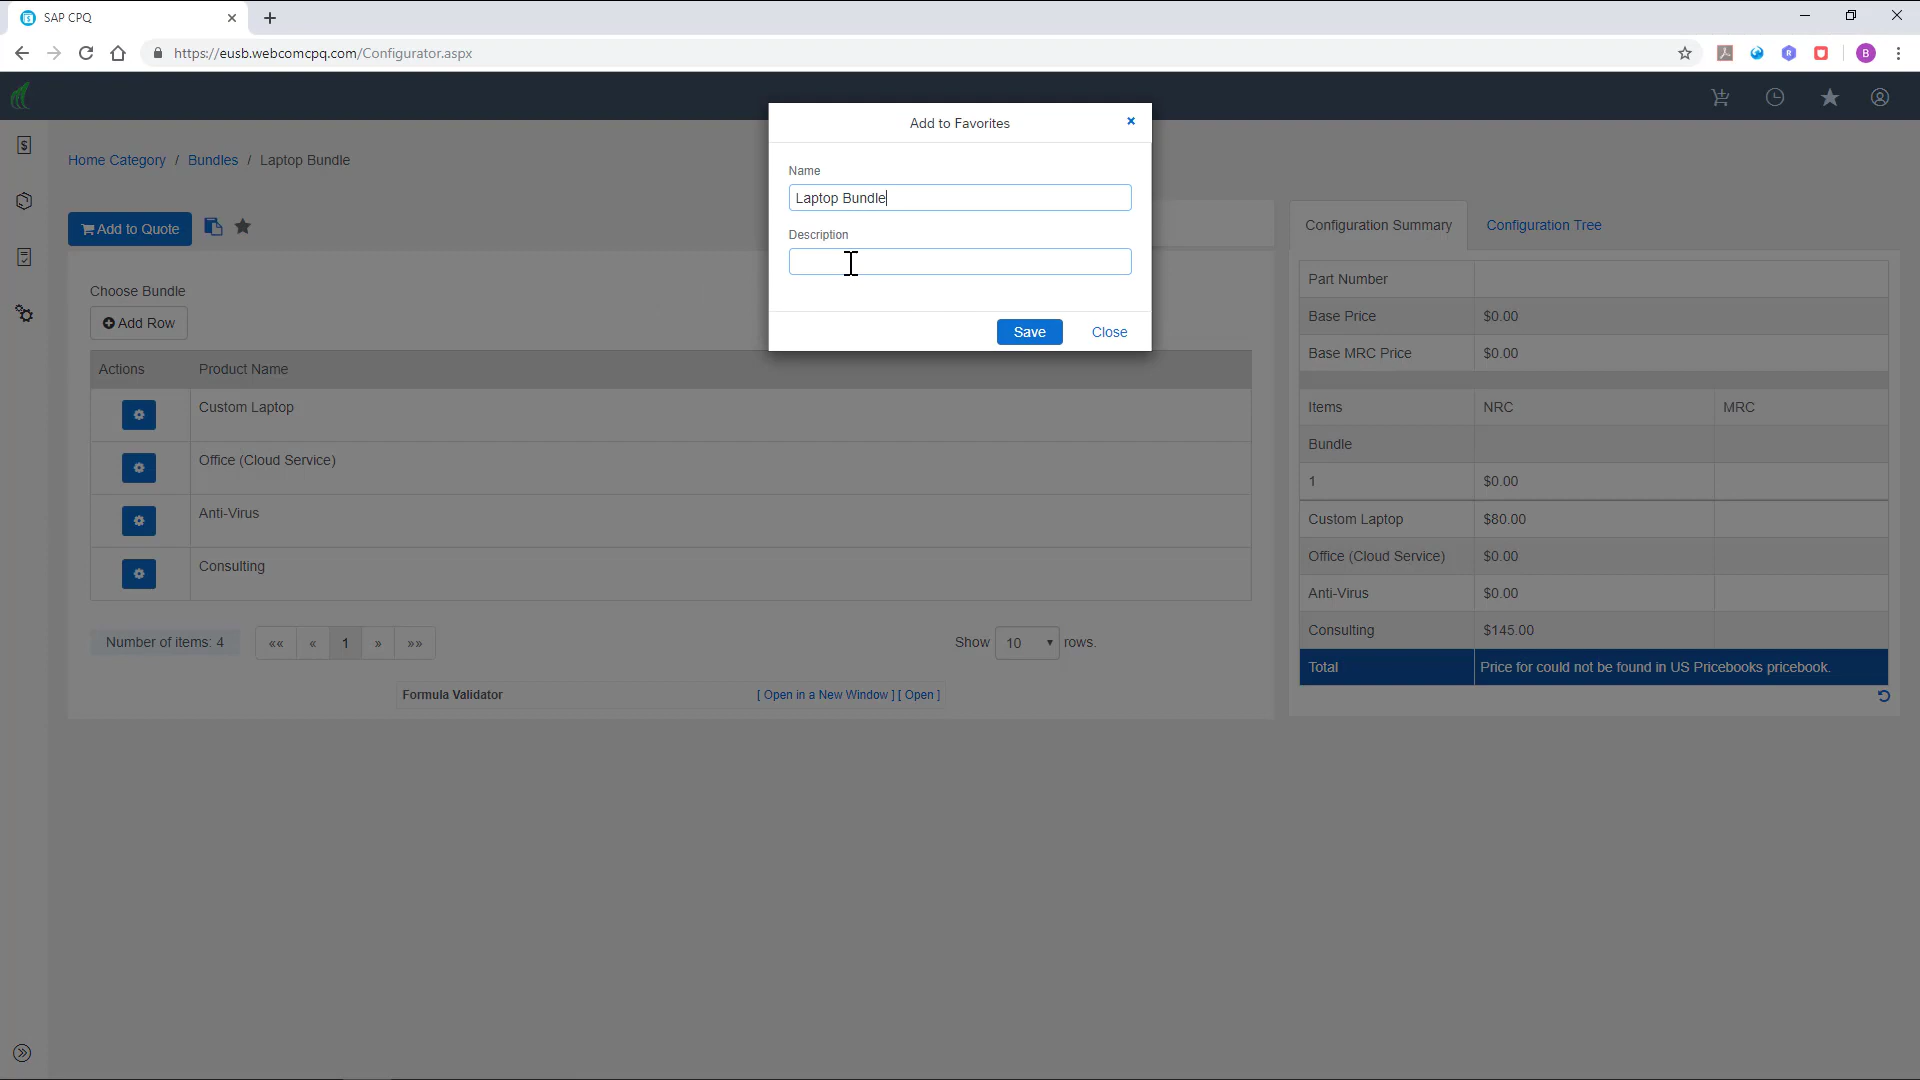 SAP CPQ
https://eusb.webcomcpq.com/Configurator.aspx
B
Home Category / Bundles / Laptop Bundle
Add to Quote
Choose Bundle
Add Row
Actions Product Name
Custom Laptop
Office (Cloud Service)
Anti-Virus
Consulting
Number of items: 4 «« « 1 » »» Show 10 rows.
Formula Validator [ Open in a New Window ] [ Open ]
Add to Favorites
Name
Laptop Bundle
Description
Save Close
Configuration Summary Configuration Tree
Part Number
Base Price $0.00
Base MRC Price $0.00
Items NRC MRC
Bundle
1 $0.00
Custom Laptop $80.00
Office (Cloud Service) $0.00
Anti-Virus $0.00
Consulting $145.00
Total Price for could not be found in US Pricebooks pricebook.